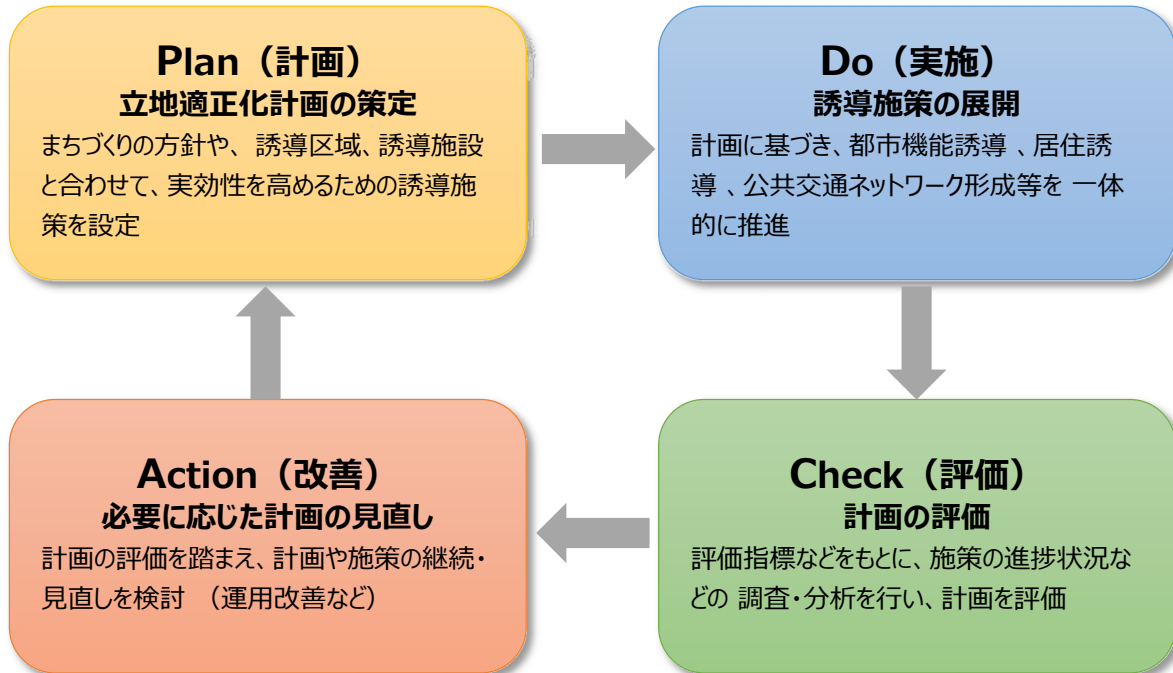 Plan（計画）
立地適正化計画の策定
まちづくりの方針や、 誘導区域、誘導施設
と合わせて、実効性を高めるための誘導施
策を設定
Do（実施）
誘導施策の展開
計画に基づき、都市機能誘導 、居住誘
導 、公共交通ネットワーク形成等を 一体
的に推進
Check（評価）
計画の評価
評価指標などをもとに、施策の進捗状況な
どの 調査・分析を行い、計画を評価
Action（改善）
必要に応じた計画の見直し
計画の評価を踏まえ、計画や施策の継続・
見直しを検討　（運用改善など）